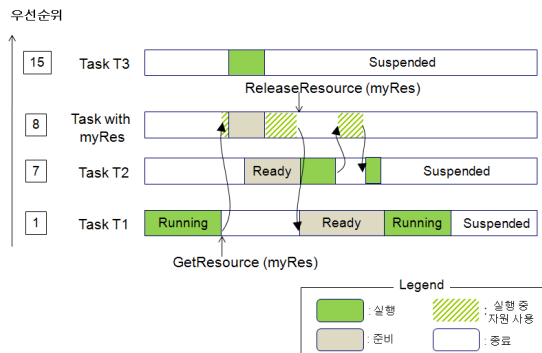 우선순위
15
Task T3
Suspended
ReleaseResource (myRes)
8
Task with
myRes
7
Task T2
Ready
Suspended
1
Task T1
Running
Ready
Running
Suspended
GetResource (myRes)
Legend
: 실행
: 실행 중
자원 사용
: 준비
: 종료